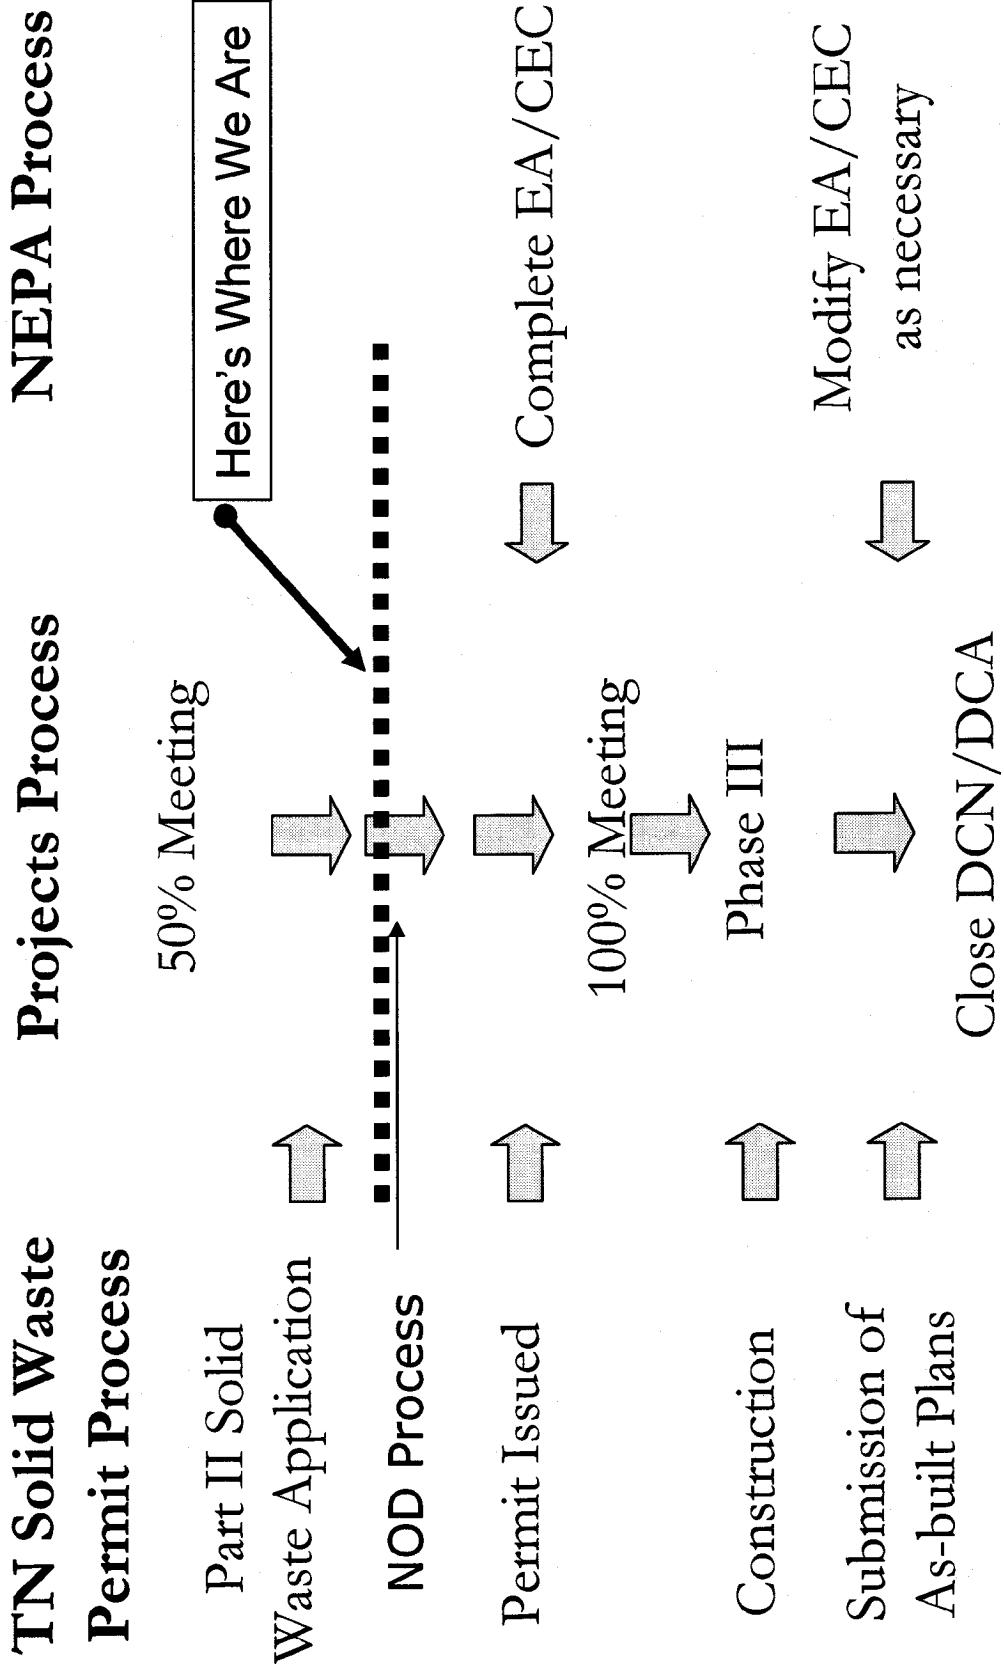 TN Solid Waste
Permit Process
Projects Process
NEPA Process
Part II Solid
Waste Application
50% Meeting
Here's Where We Are
NOD Process
Permit Issued
Complete EA/CEC
100% Meeting
Construction
Phase III
Submission of
As-built Plans
Modify EA/CEC
as necessary
Close DCN/DCA